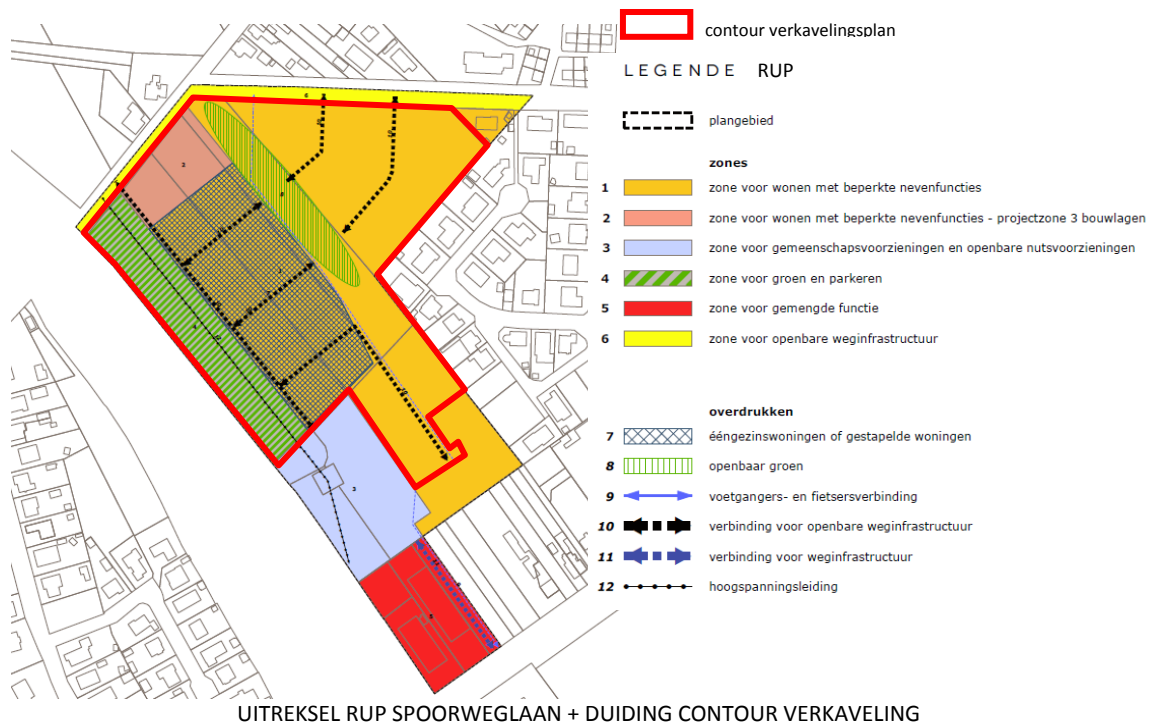 contour verkavelingsplan
LEGENDE RUP
plangebied
zones
1 zone voor wonen met beperkte nevenfuncties
2 zone voor wonen met beperkte nevenfuncties - projectzone 3 bouwlagen
3 zone voor gemeenschapsvoorzieningen en openbare nutsvoorzieningen
4 zone voor groen en parkeren
5 zone voor gemengde functie
6 zone voor openbare weginfrastructuur
overdrukken
7 ééngezinswoningen of gestapelde woningen
8 openbaar groen
9 voetgangers- en fietsersverbinding
10 verbinding voor openbare weginfrastructuur
11 verbinding voor weginfrastructuur
12 hoogspanningsleiding
UITREKSEL RUP SPOORWEGLAAN + DUIDING CONTOUR VERKAVELING